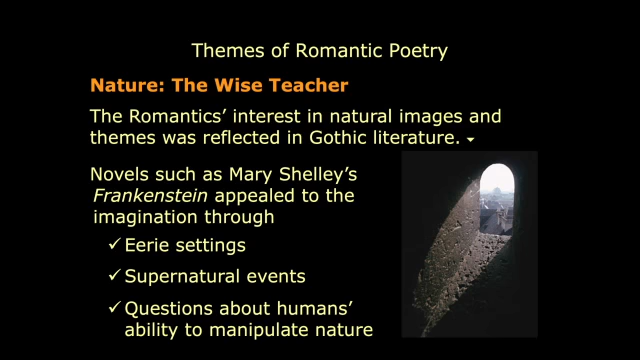 Themes of Romantic Poetry
Nature: The Wise Teacher
The Romantics’ interest in natural images and
themes was reflected in Gothic literature.
Novels such as Mary Shelley’s
Frankenstein appealed to the
imagination through
✓ Eerie settings
✓ Supernatural events
✓ Questions about humans’
ability to manipulate nature